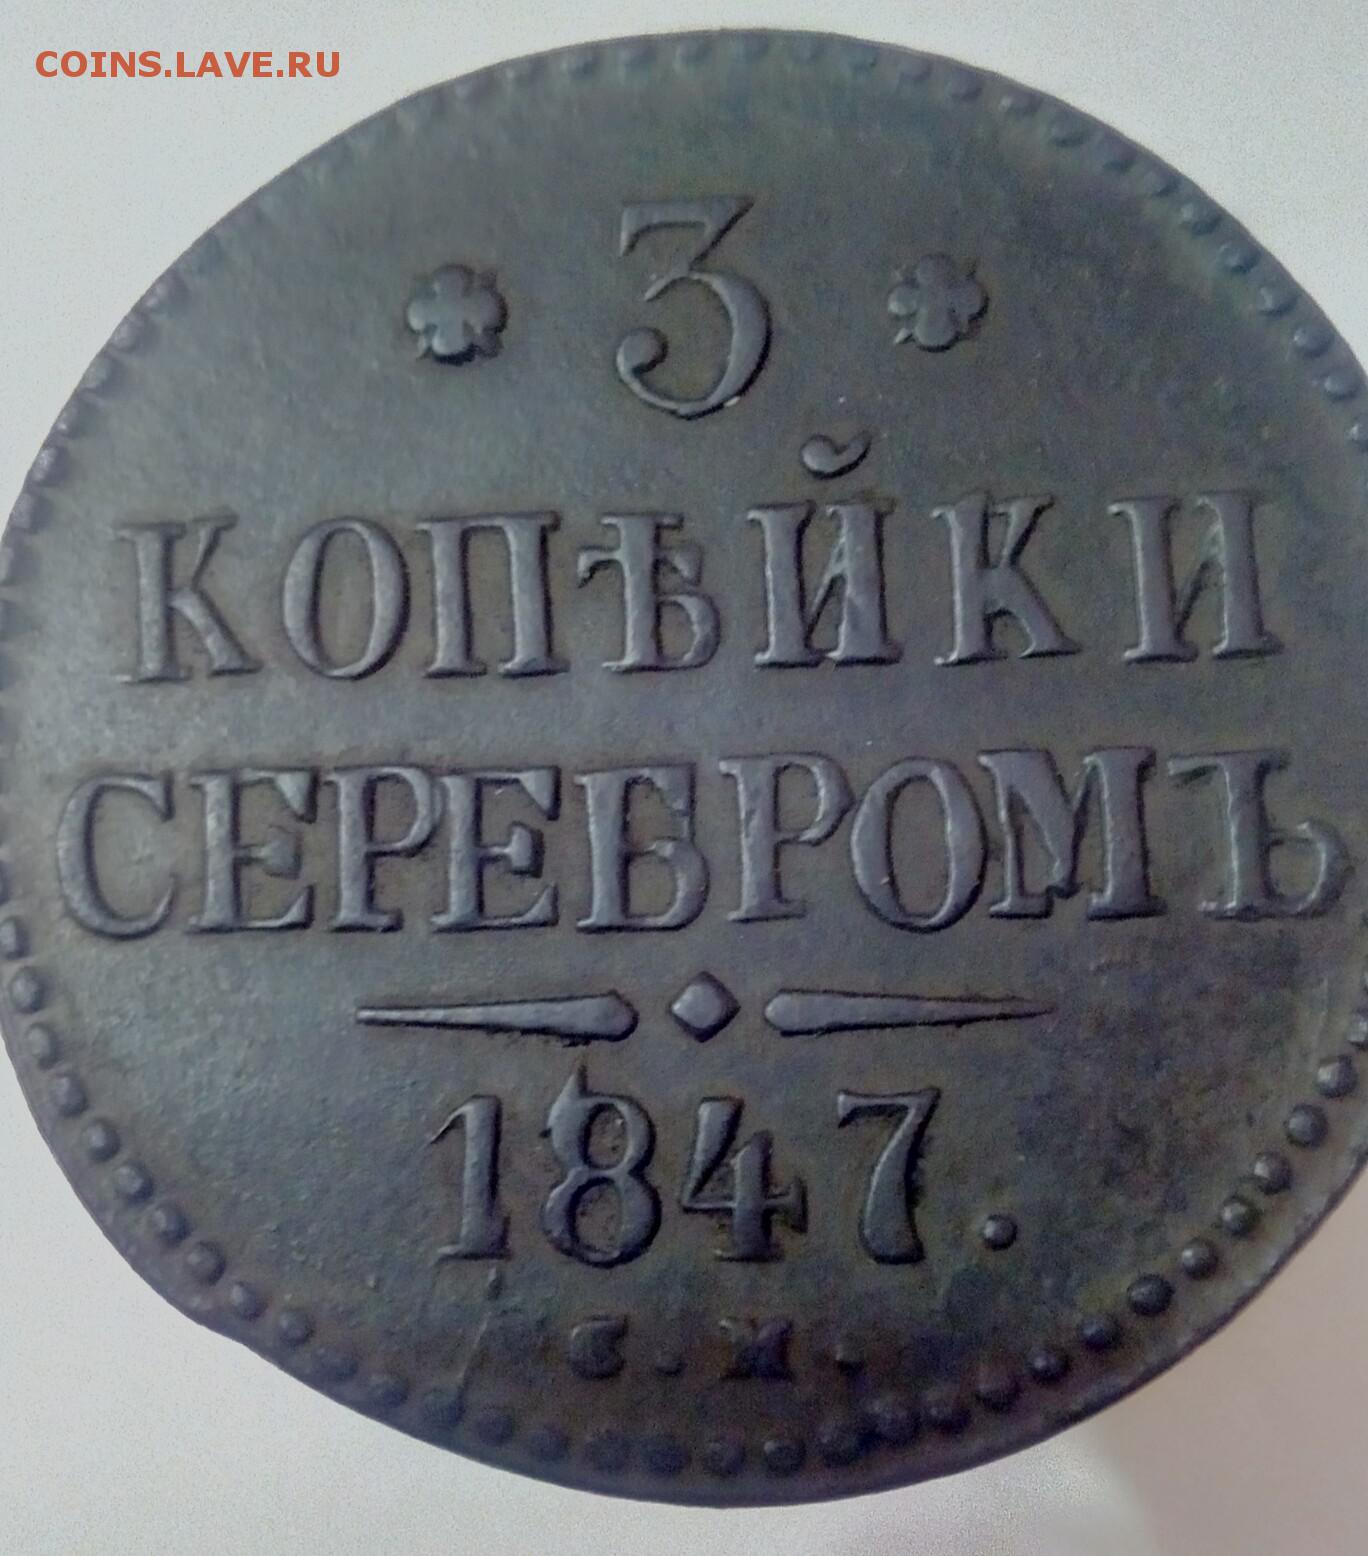 COINS.LAVE.RU
3
КОПѢЙКИ
СЕРЕБРОМЪ
1847.
С.М.